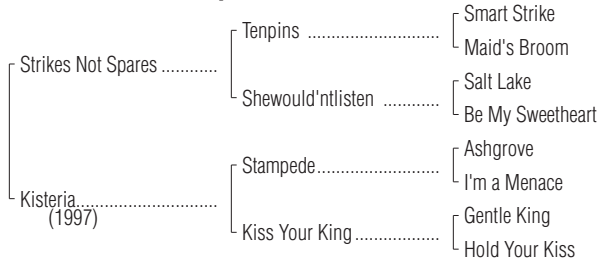 Smart Strike
Tenpins ................................
Maid's Broom
Strikes Not Spares ............
Salt Lake
Shewould'ntlisten .............
Be My Sweetheart
Ashgrove
Stampede..............................
I'm a Menace
Kisteria..................................
(1997)
Gentle King
Kiss Your King....................
Hold Your Kiss